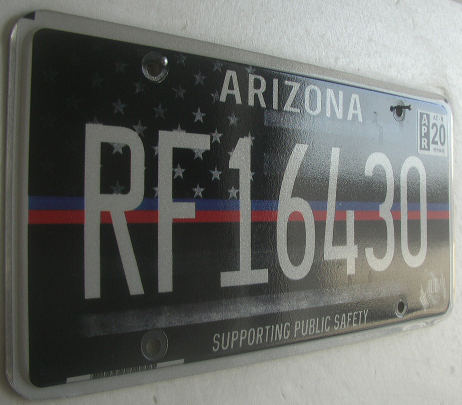 ARIZONA
APR 20
RF16430
SUPPORTING PUBLIC SAFETY